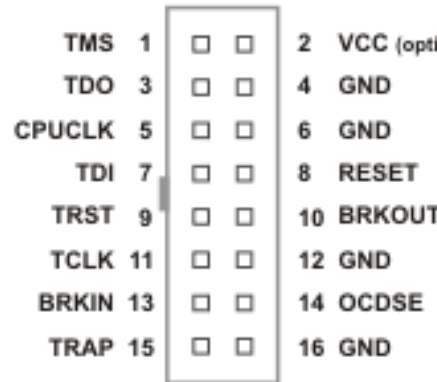 TMS 1 2 VCC (opti
TDO 3 4 GND
CPUCLK 5 6 GND
TDI 7 8 RESET
TRST 9 10 BRKOUT
TCLK 11 12 GND
BRKIN 13 14 OCDSE
TRAP 15 16 GND